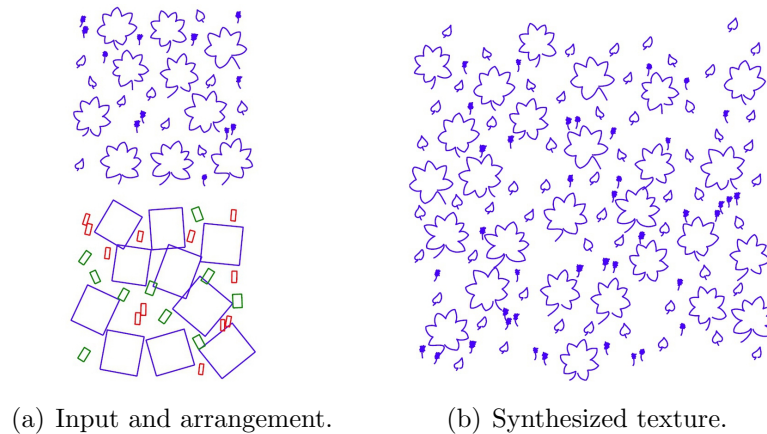 (a) Input and arrangement.
(b) Synthesized texture.